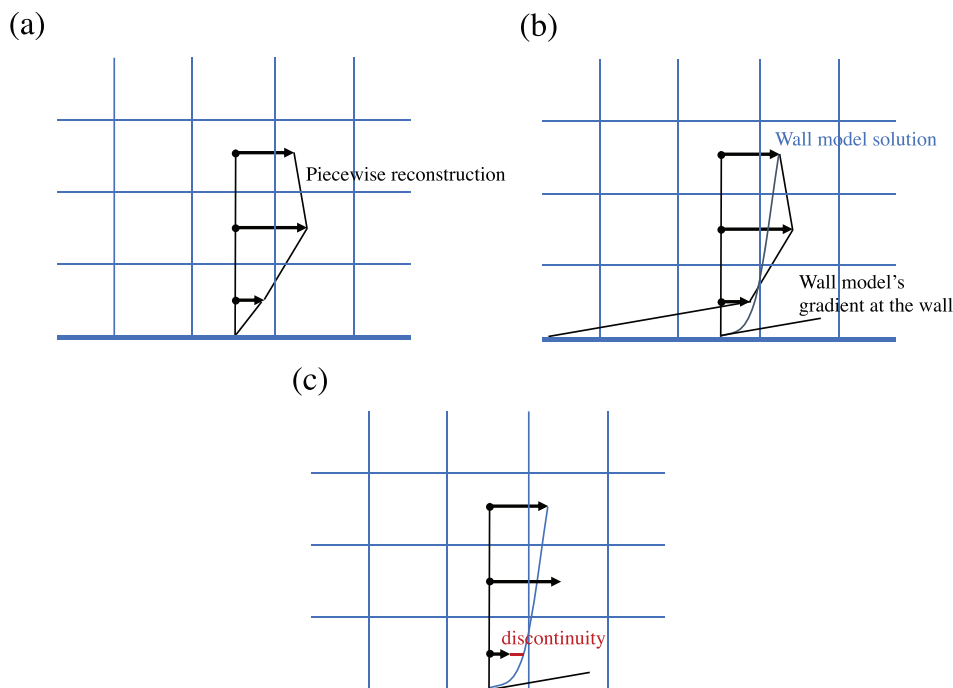 (a)
Piecewise reconstruction
(b)
Wall model solution
Wall model's
gradient at the wall
(c)
discontinuity